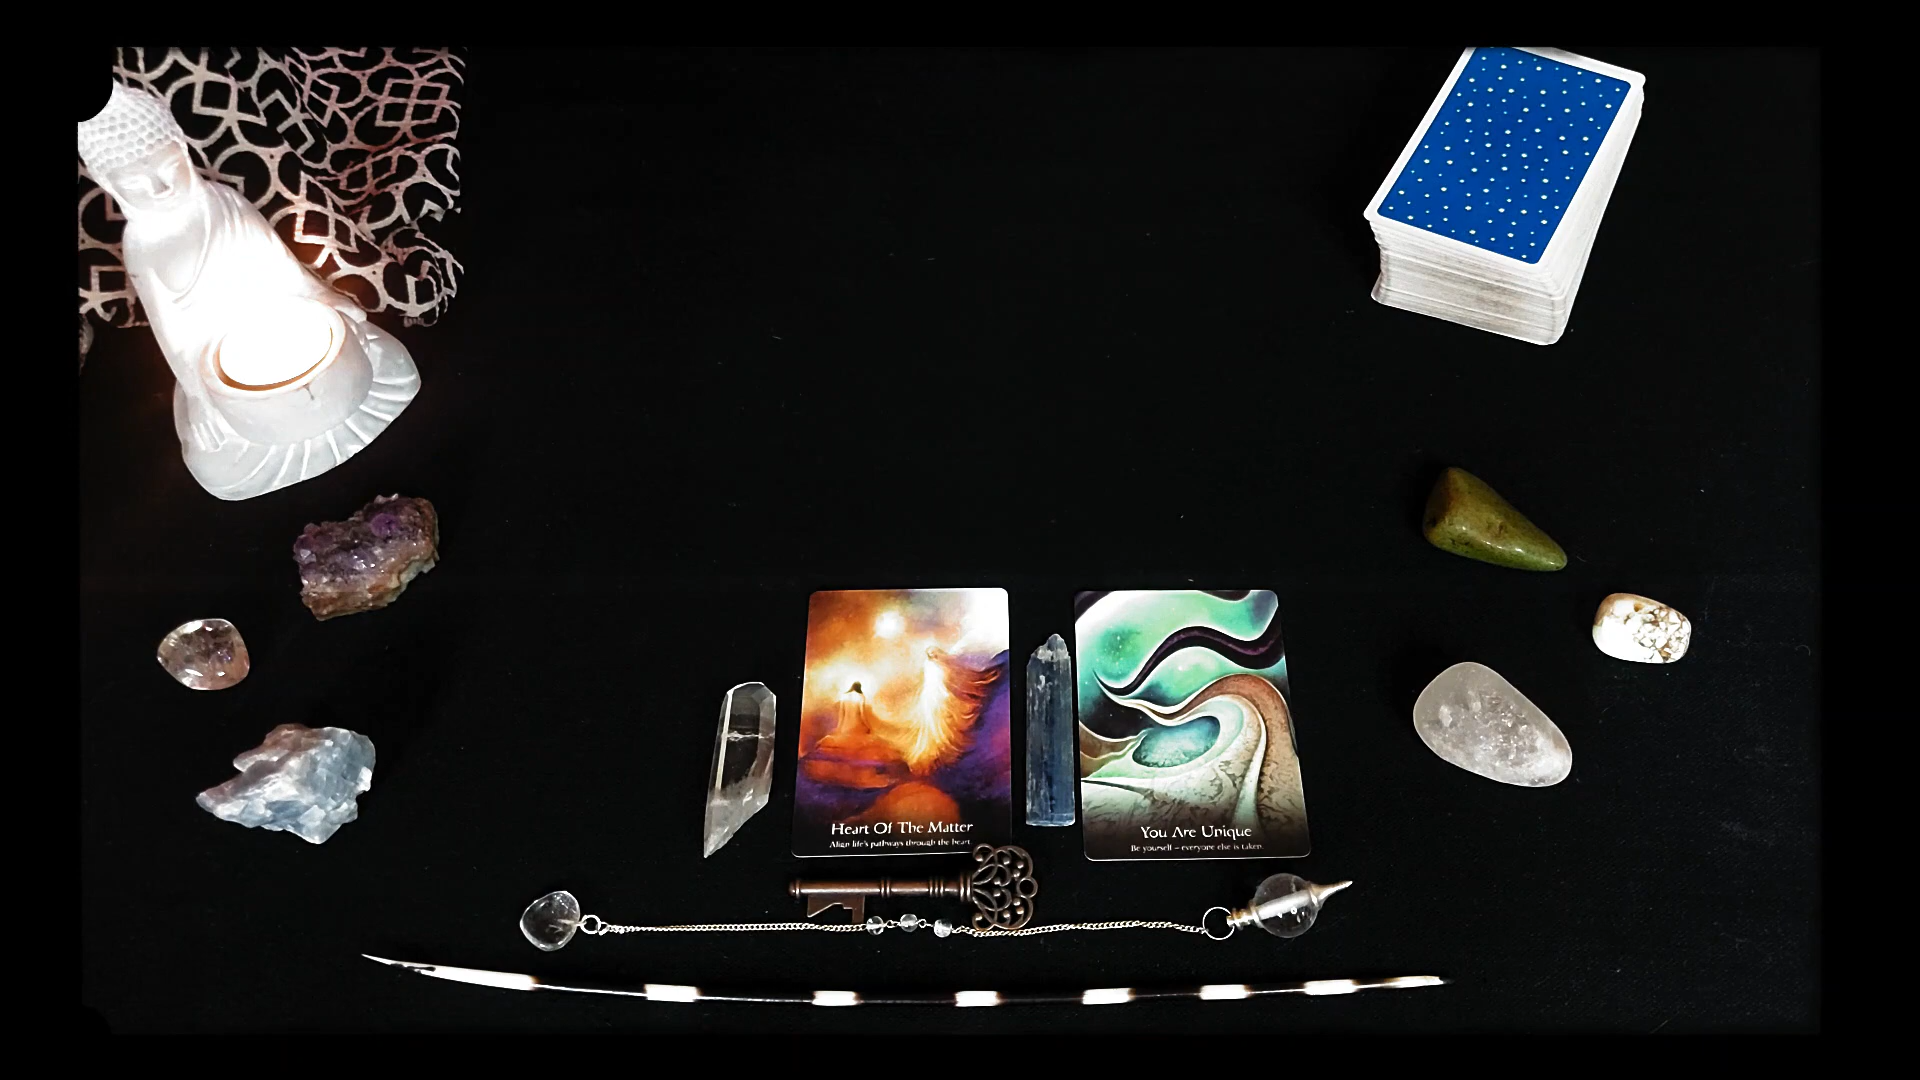 Heart Of The Matter
Align life's pathways through the heart.
You Are Unique
Be yourself – everyone else is taken.